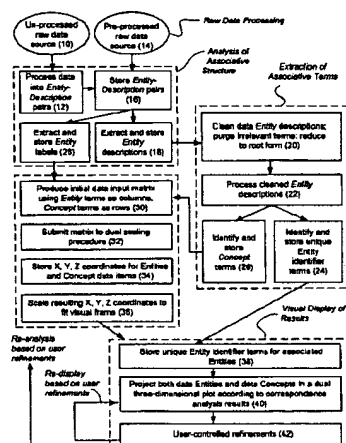 Un-processed
raw data
source (10)
Pre-processed
raw data
source (14)
Raw Data Processing
Analysis of
Associative
Structure
Process data
into Entity-
Description
pairs (12)
Store Entity-
Description pairs
(16)
Extraction of
Associative Terms
Extract and
store Entity
labels (28)
Extract and store
Entity
descriptions (18)
Clean data Entity descriptions;
purge irrelevant terms; reduce
to root form (20)
Process cleaned Entity
descriptions (22)
Produce initial data input matrix
using Entity terms as columns,
Concept terms as rows (30)
Identify and
store
Concept
terms (26)
Identify and
store unique
Entity
identifier
terms (24)
Submit matrix to dual scaling
procedure (32)
Store X, Y, Z coordinates for Entities
and Concept data items (34)
Scale resulting X, Y, Z coordinates
to fit visual frame (36)
Visual Display of
Results
Re-analysis
based on user
refinements
Re-display
based on user
refinements
Store unique Entity Identifier terms for associated
Entities (38)
Project both data Entities and data Concepts in a dual
three-dimensional plot according to correspondence
analysis results (40)
User-controlled refinements (42)